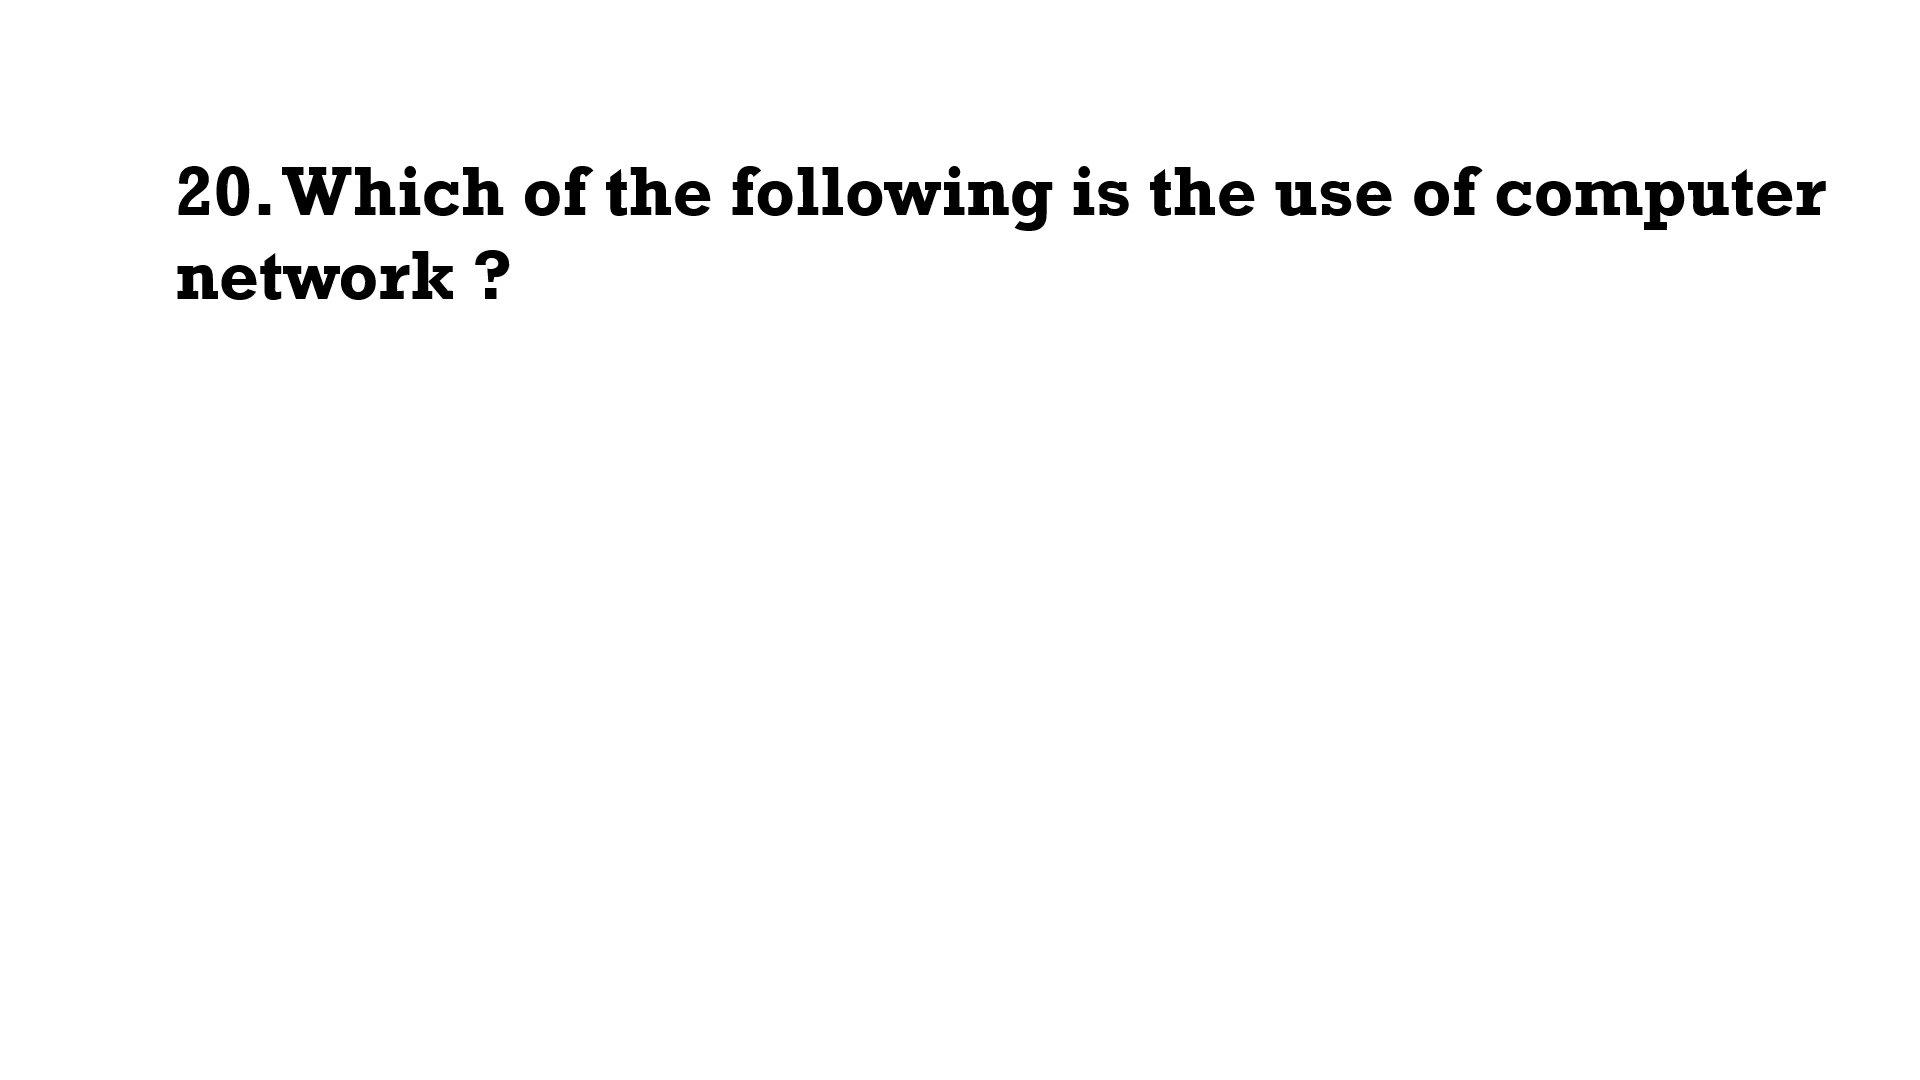 20. Which of the following is the use of computer
network ?